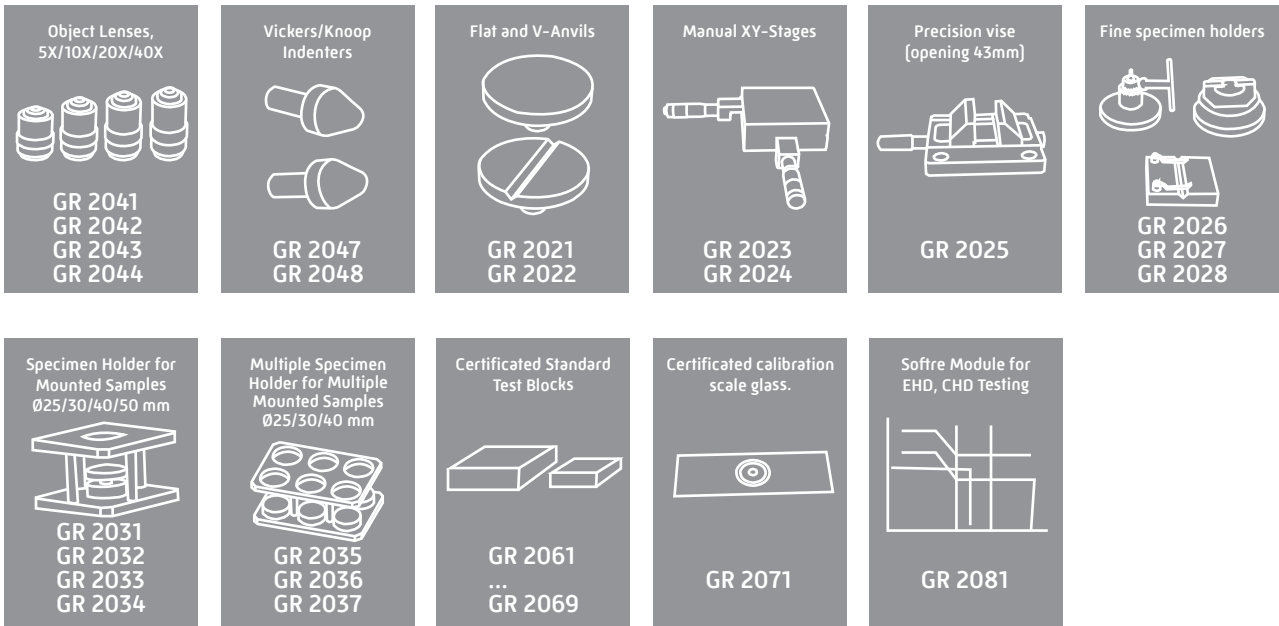 Object Lenses,
5X/10X/20X/40X
GR 2041
GR 2042
GR 2043
GR 2044
Vickers/Knoop
Indenters
GR 2047
GR 2048
Flat and V-Anvils
GR 2021
GR 2022
Manual XY-Stages
GR 2023
GR 2024
Precision vise
(opening 43mm)
GR 2025
Fine specimen holders
GR 2026
GR 2027
GR 2028
Specimen Holder for
Mounted Samples
Ø25/30/40/50 mm
GR 2031
GR 2032
GR 2033
GR 2034
Multiple Specimen
Holder for Multiple
Mounted Samples
Ø25/30/40 mm
GR 2035
GR 2036
GR 2037
Certificated Standard
Test Blocks
GR 2061
...
GR 2069
Certificated calibration
scale glass.
GR 2071
Softre Module for
EHD, CHD Testing
GR 2081